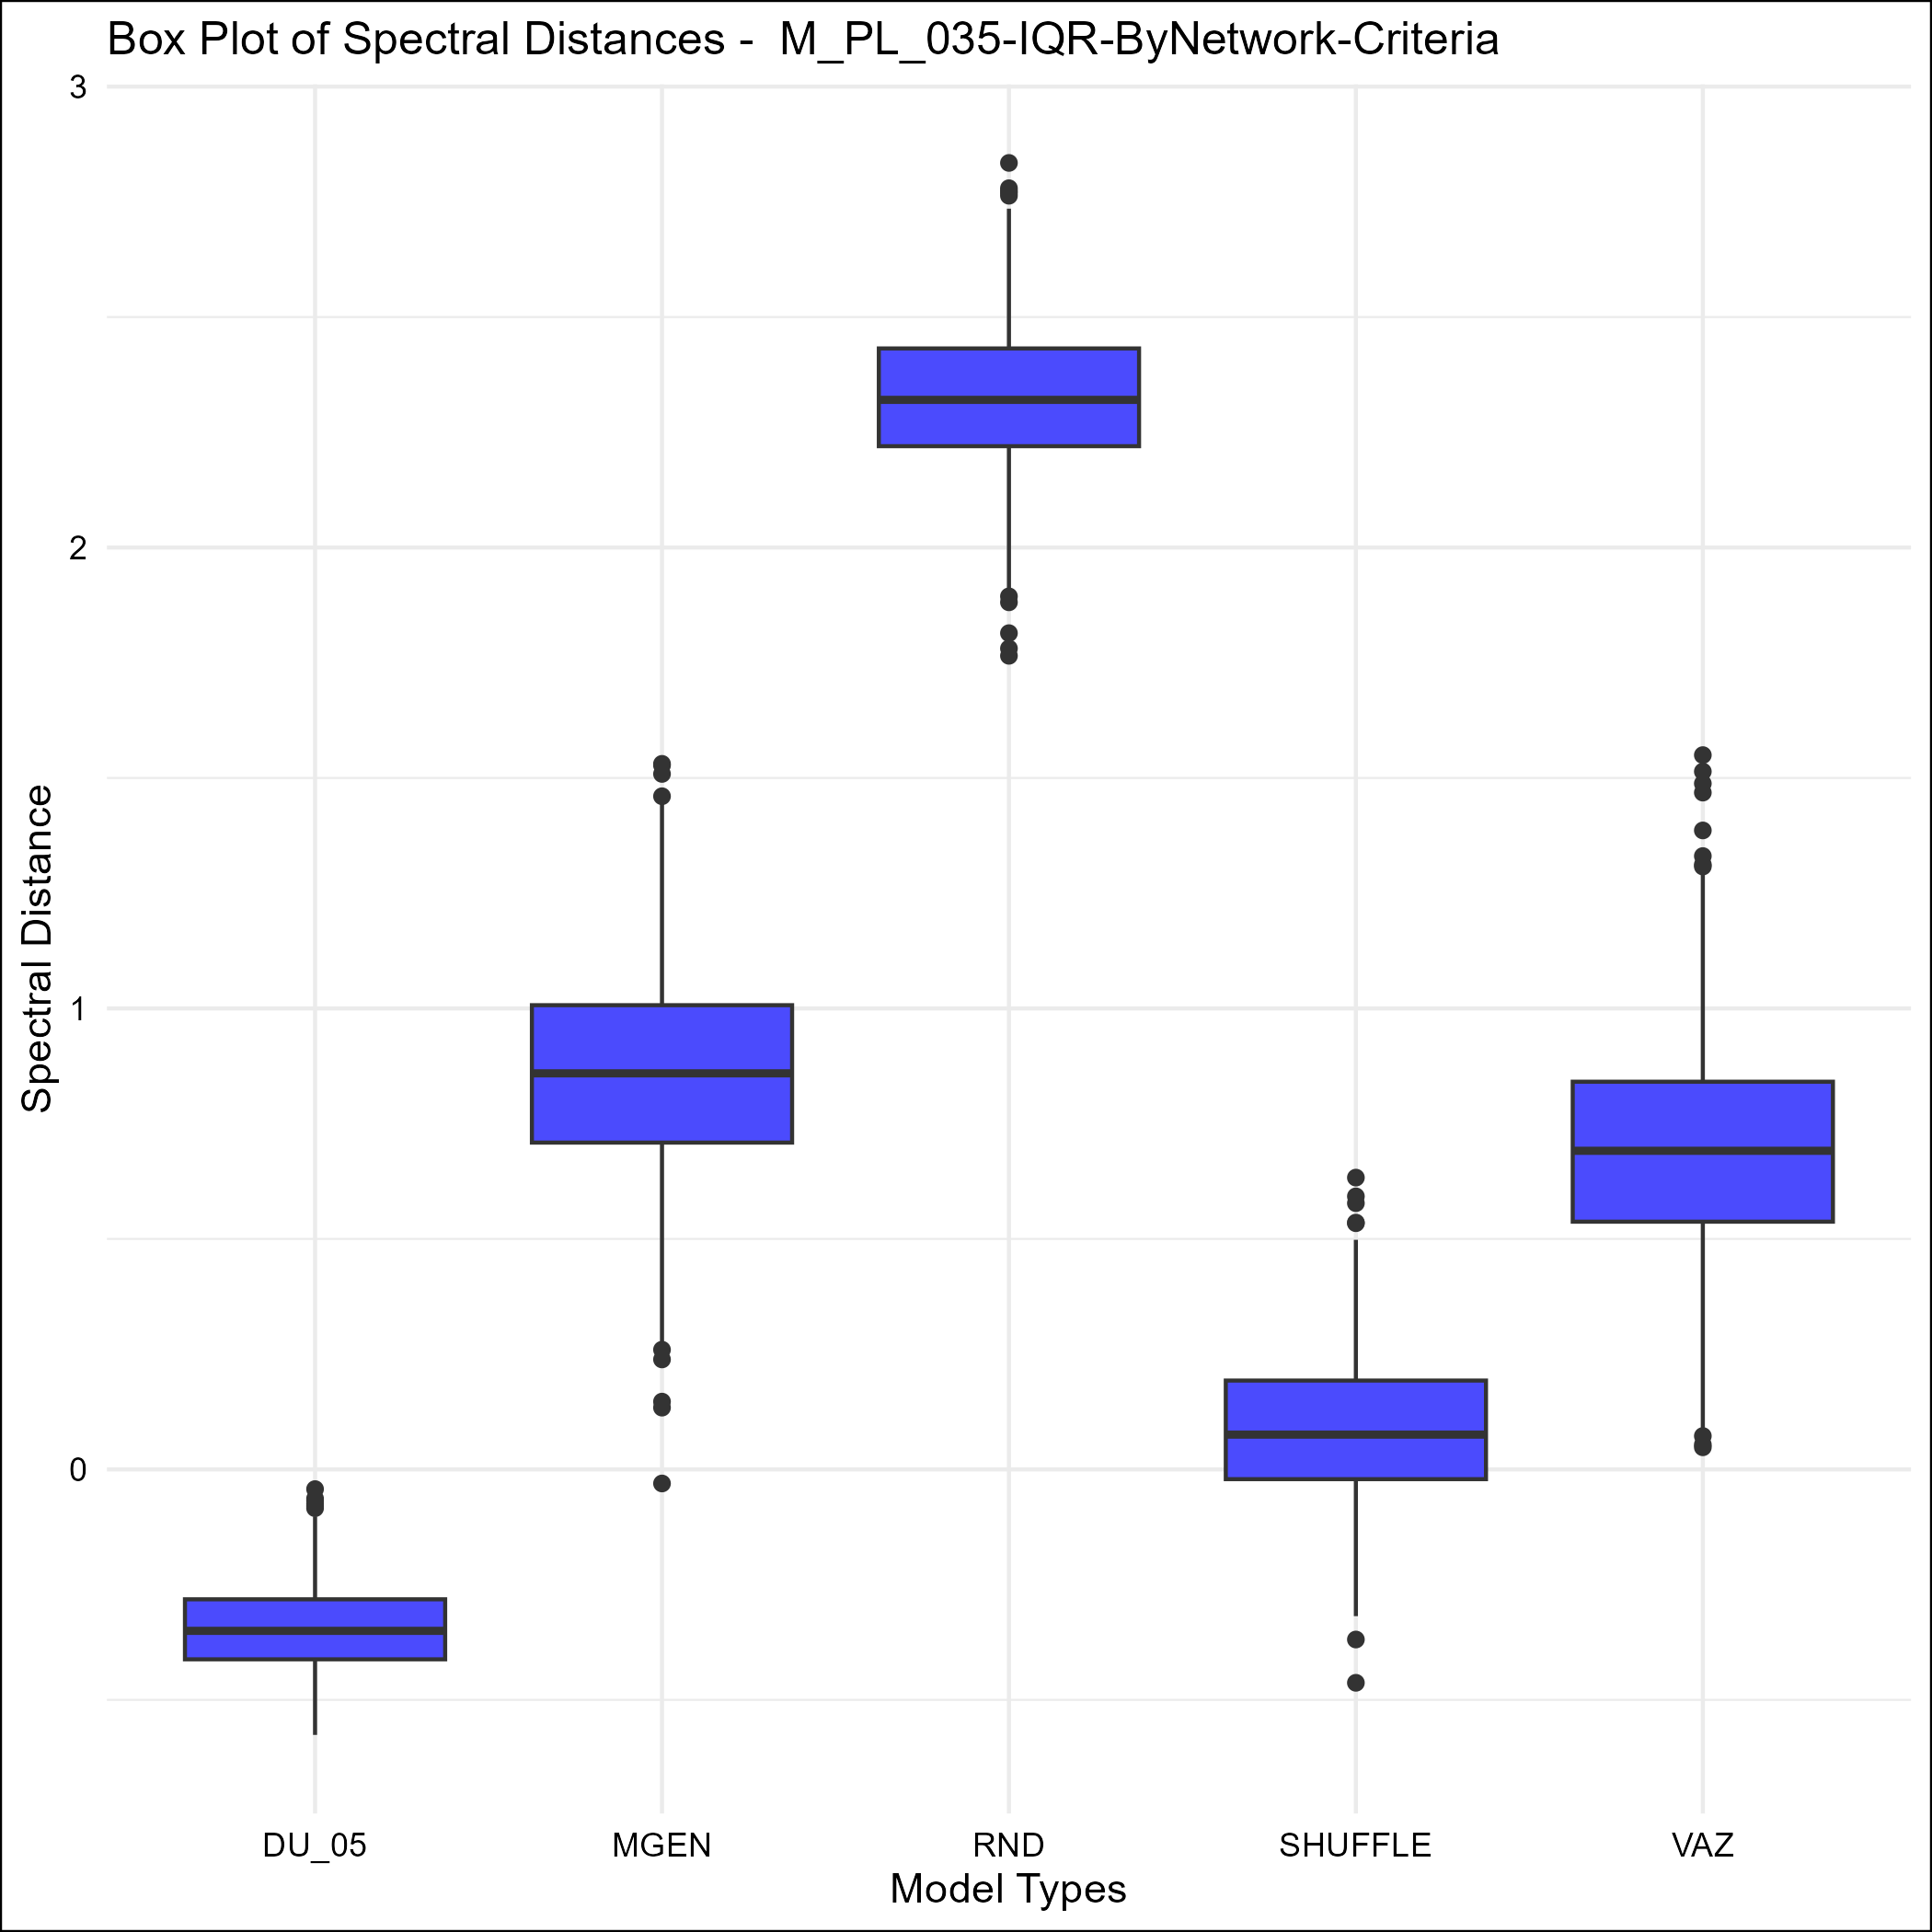 Box Plot of Spectral Distances -  M_PL_035-IQR-ByNetwork-Criteria
3
2
1
0
Spectral Distance
DU_05 MGEN RND SHUFFLE VAZ
Model Types